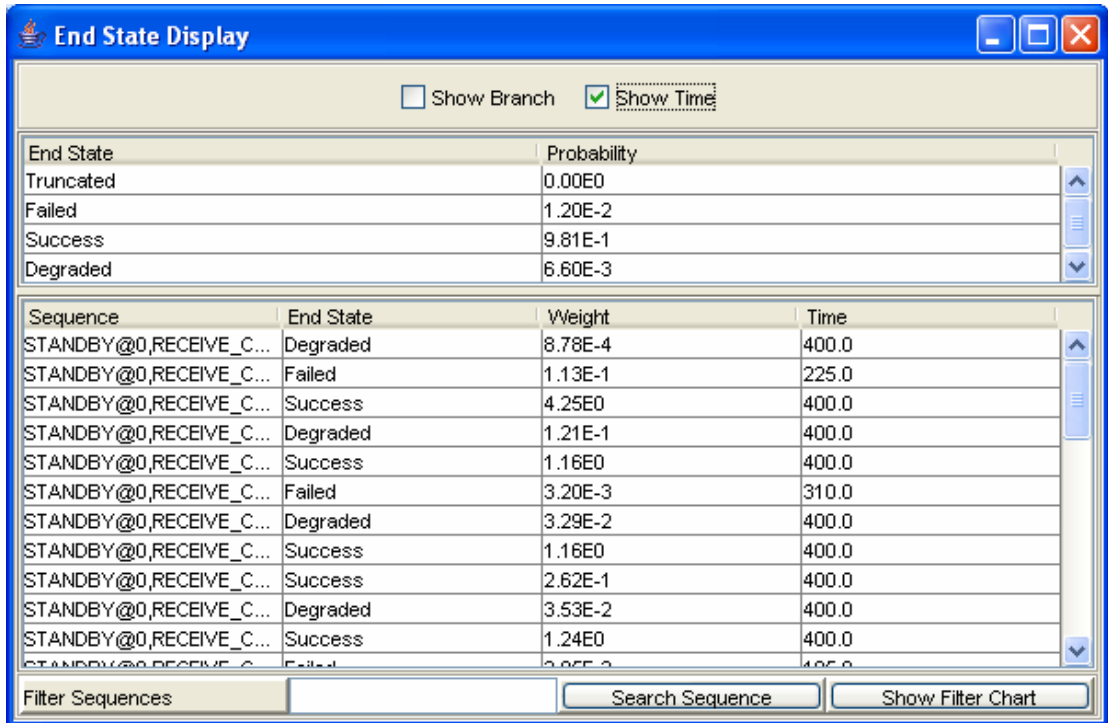 End State Display
Show Branch Show Time
End State Probability
Truncated 0.00E0
Failed 1.20E-2
Success 9.81E-1
Degraded 6.60E-3
Sequence End State Weight Time
STANDBY@0,RECEIVE_C... Degraded 8.78E-4 400.0
STANDBY@0,RECEIVE_C... Failed 1.13E-1 225.0
STANDBY@0,RECEIVE_C... Success 4.25E0 400.0
STANDBY@0,RECEIVE_C... Degraded 1.21E-1 400.0
STANDBY@0,RECEIVE_C... Success 1.16E0 400.0
STANDBY@0,RECEIVE_C... Failed 3.20E-3 310.0
STANDBY@0,RECEIVE_C... Degraded 3.29E-2 400.0
STANDBY@0,RECEIVE_C... Success 1.16E0 400.0
STANDBY@0,RECEIVE_C... Success 2.62E-1 400.0
STANDBY@0,RECEIVE_C... Degraded 3.53E-2 400.0
STANDBY@0,RECEIVE_C... Success 1.24E0 400.0
Filter Sequences Search Sequence Show Filter Chart